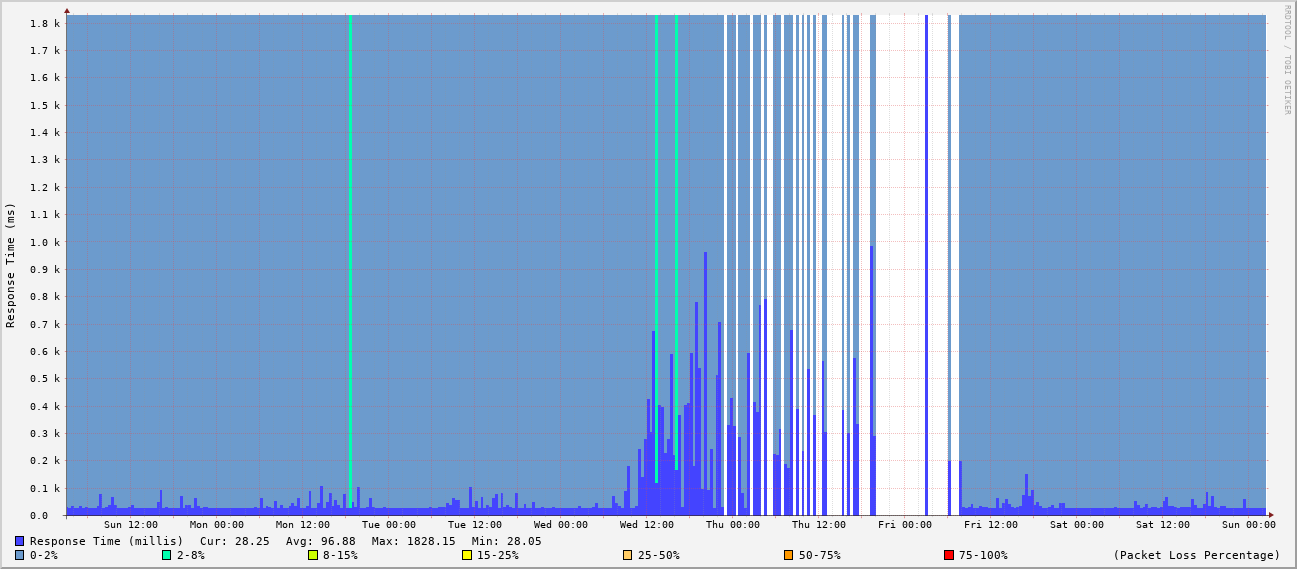 1.8 k
1.7 k
1.6 k
1.5 k
1.4 k
1.3 k
1.2 k
1.1 k
1.0 k
0.9 k
0.8 k
0.7 k
0.6 k
0.5 k
0.4 k
0.3 k
0.2 k
0.1 k
0.0
Response Time (ms)
RRDTOOL / TOBI OETIKER
Sun 12:00 Mon 00:00 Mon 12:00 Tue 00:00 Tue 12:00 Wed 00:00 Wed 12:00 Thu 00:00 Thu 12:00 Fri 00:00 Fri 12:00 Sat 00:00 Sat 12:00 Sun 00:00
Response Time (millis) Cur: 28.25 Avg: 96.88 Max: 1828.15 Min: 28.05
0-2% 2-8% 8-15% 15-25% 25-50% 50-75% 75-100% (Packet Loss Percentage)